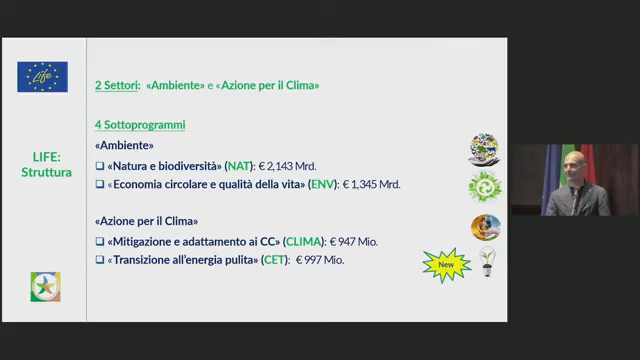 Life
LIFE:
Struttura
2 Settori: «Ambiente» e «Azione per il Clima»
4 Sottoprogrammi
«Ambiente»
«Natura e biodiversità» (NAT): € 2,143 Mrd.
«Economia circolare e qualità della vita» (ENV): € 1,345 Mrd.
«Azione per il Clima»
«Mitigazione e adattamento ai CC» (CLIMA): € 947 Mio.
«Transizione all'energia pulita» (CET): € 997 Mio.
New